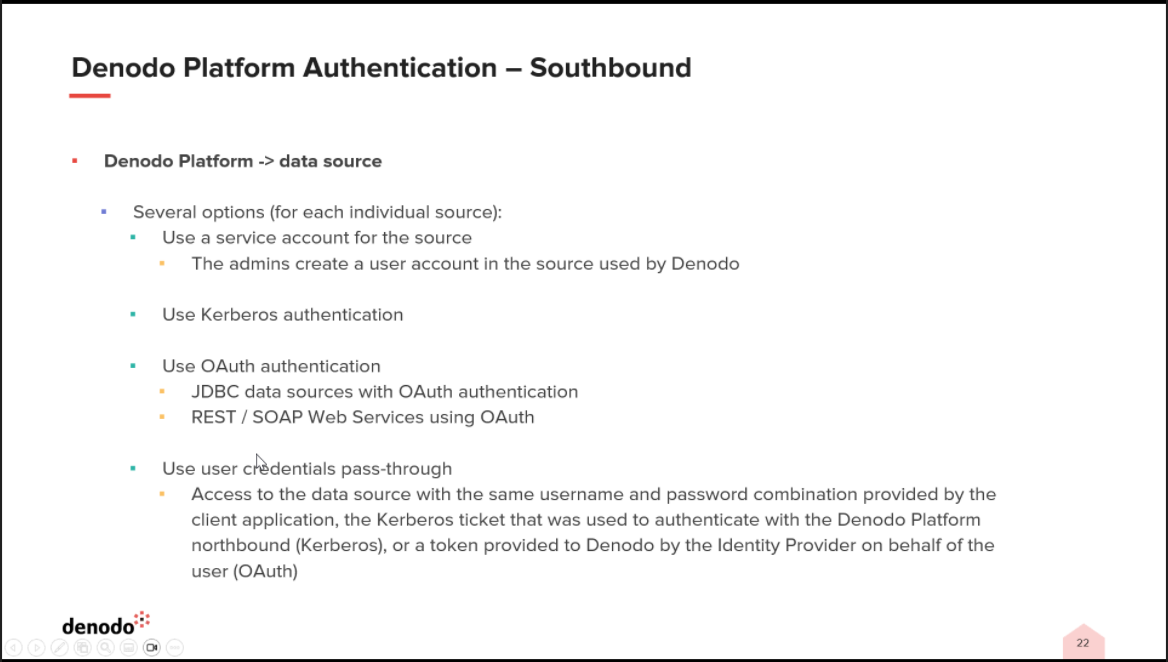 Denodo Platform Authentication – Southbound
Denodo Platform -> data source
Several options (for each individual source):
Use a service account for the source
The admins create a user account in the source used by Denodo
Use Kerberos authentication
Use OAuth authentication
JDBC data sources with OAuth authentication
REST / SOAP Web Services using OAuth
Use user credentials pass-through
Access to the data source with the same username and password combination provided by the
client application, the Kerberos ticket that was used to authenticate with the Denodo Platform
northbound (Kerberos), or a token provided to Denodo by the Identity Provider on behalf of the
user (OAuth)
denodo
22